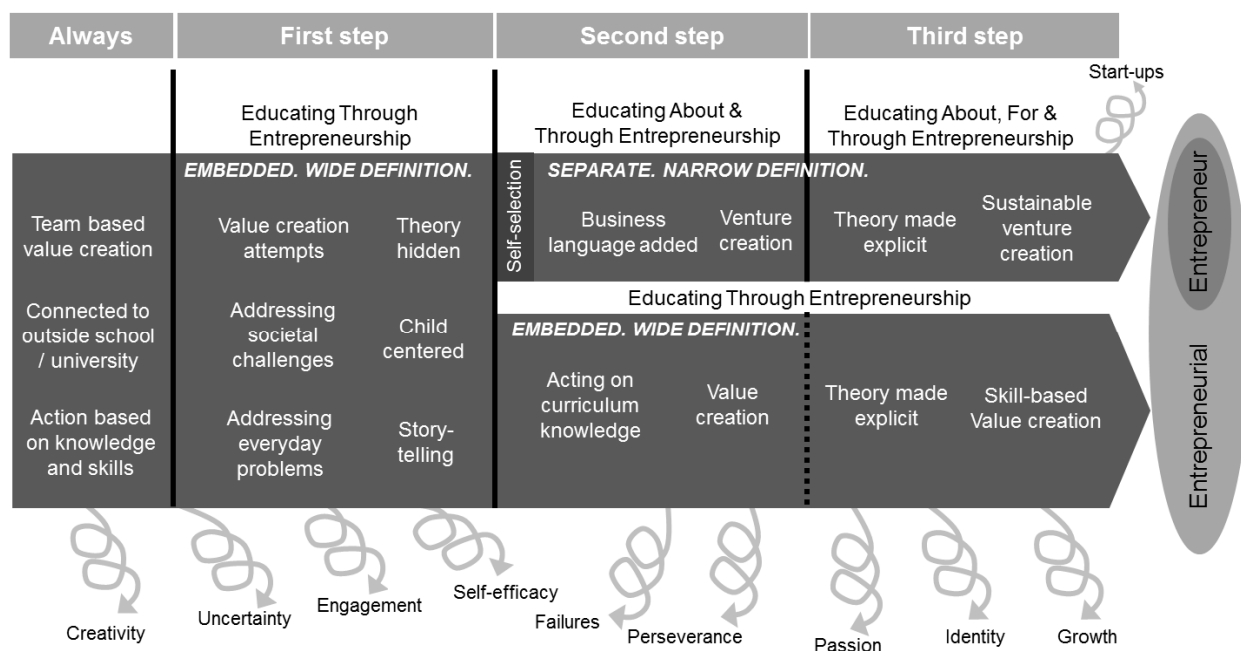 Always
First step
Second step
Third step
Start-ups
Educating Through
Entrepreneurship
Educating About &
Through Entrepreneurship
Educating About, For &
Through Entrepreneurship
EMBEDDED. WIDE DEFINITION.
Self-selection
SEPARATE. NARROW DEFINITION.
Team based
value creation
Value creation
attempts
Theory
hidden
Business
language added
Venture
creation
Theory made
explicit
Sustainable
venture
creation
Entrepreneur
Educating Through Entrepreneurship
Connected to
outside school
/ university
Addressing
societal
challenges
Child
centered
EMBEDDED. WIDE DEFINITION.
Action based
on knowledge
and skills
Addressing
everyday
problems
Story-
telling
Acting on
curriculum
knowledge
Value
creation
Theory made
explicit
Skill-based
Value creation
Entrepreneurial
Creativity
Uncertainty
Engagement
Self-efficacy
Failures
Perseverance
Passion
Identity
Growth